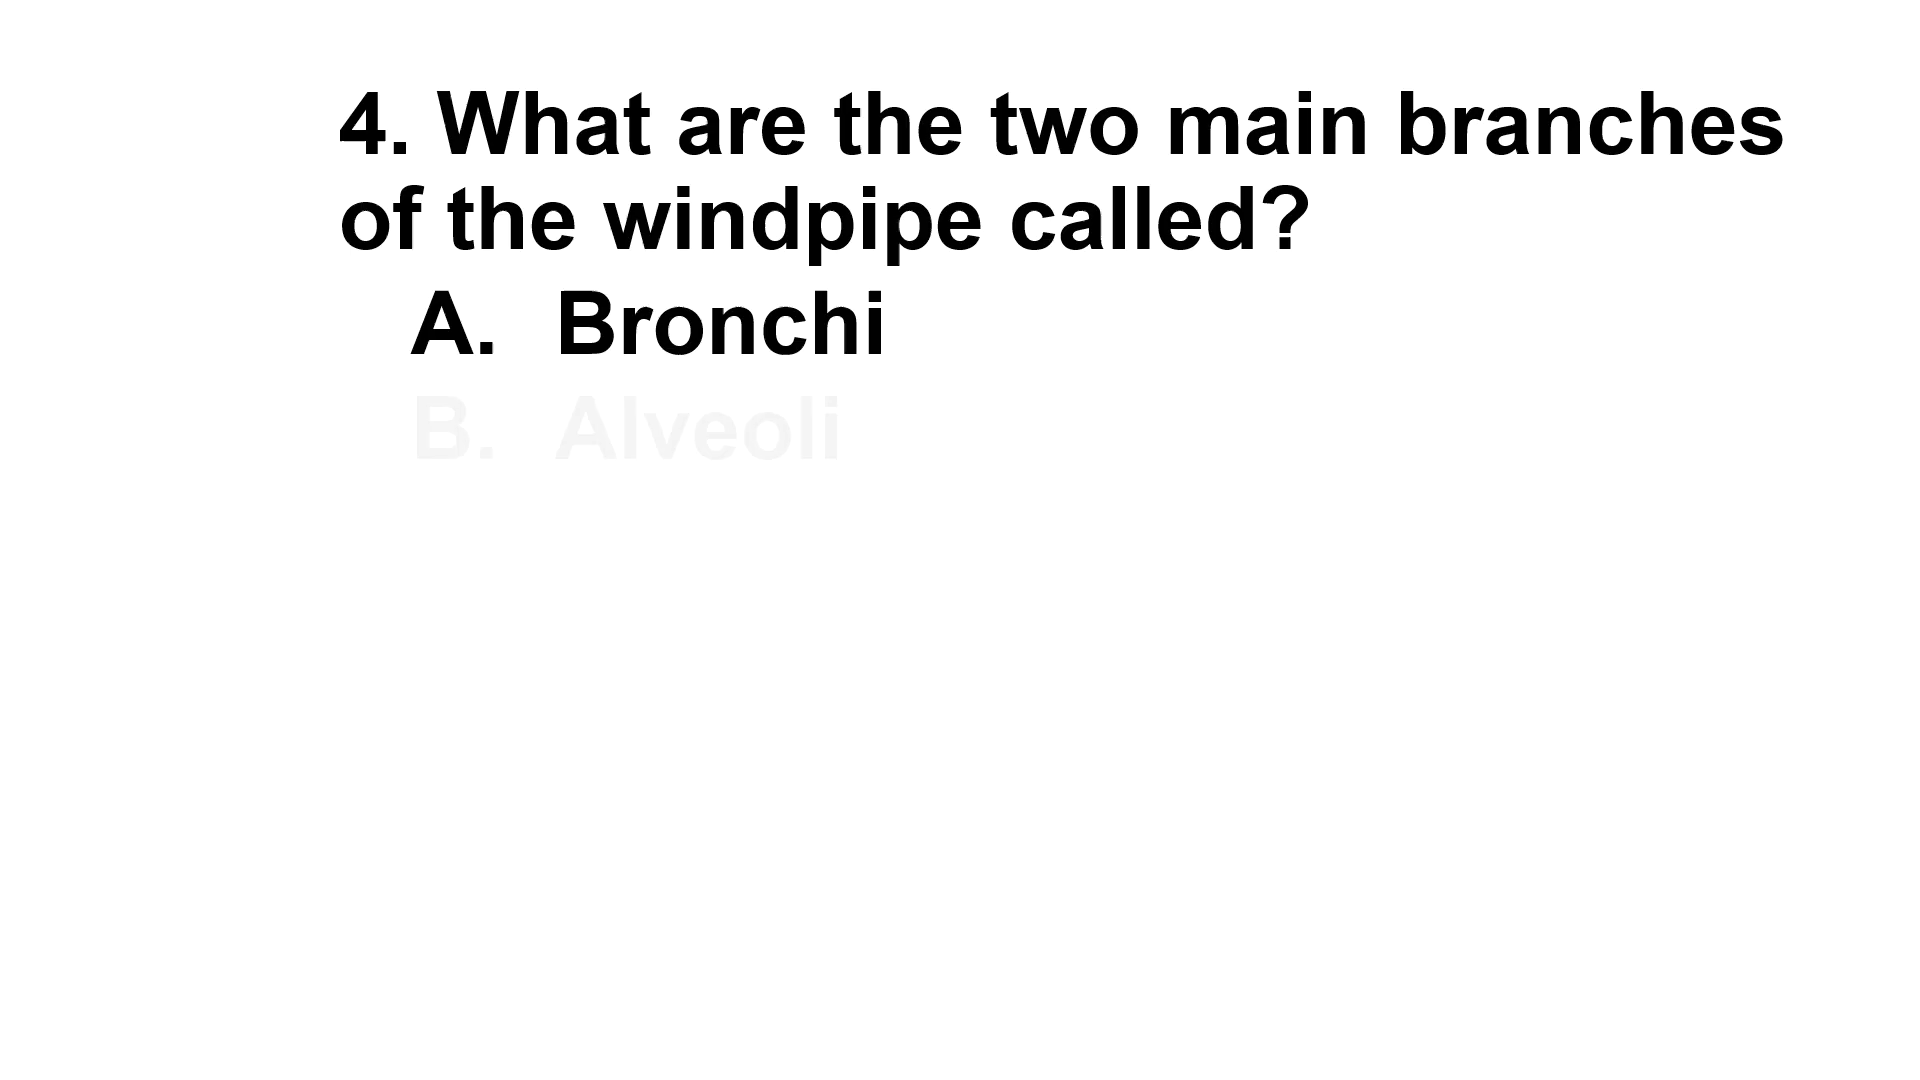 4. What are the two main branches
of the windpipe called?
A. Bronchi
B. Alveoli